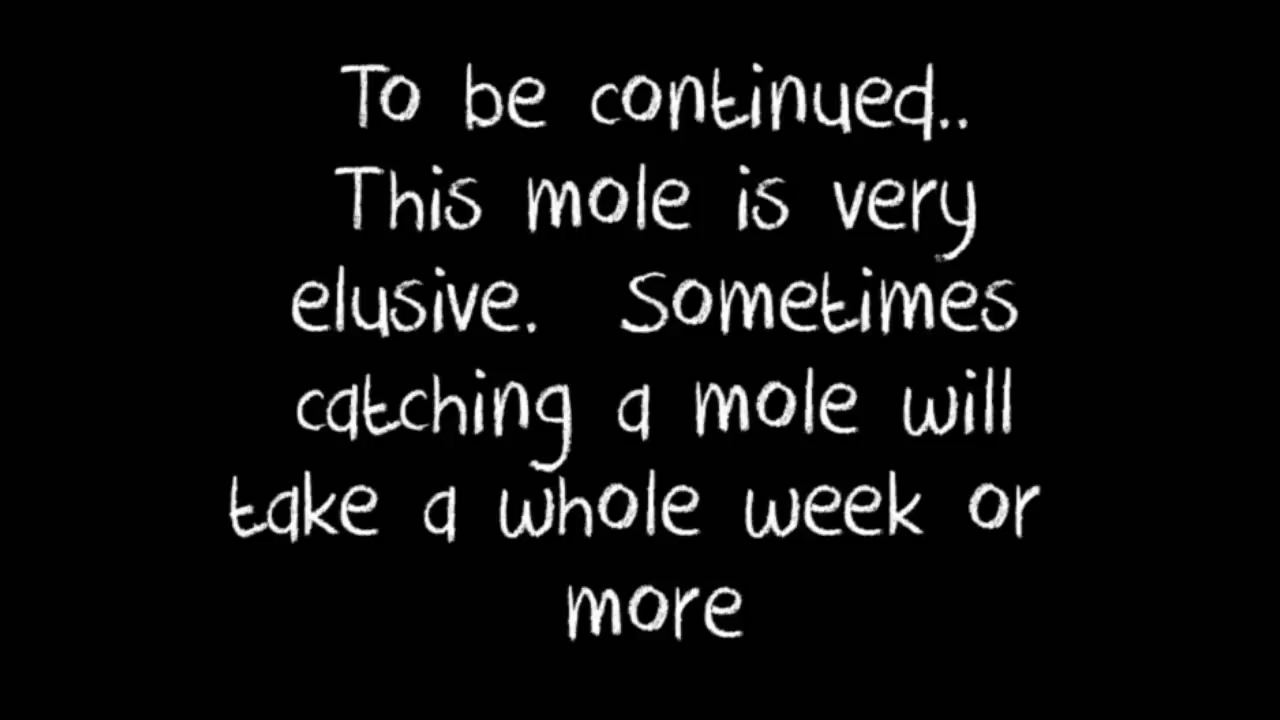 To be continued..
This mole is very
elusive.  Sometimes
catching a mole will
take a whole week or
more